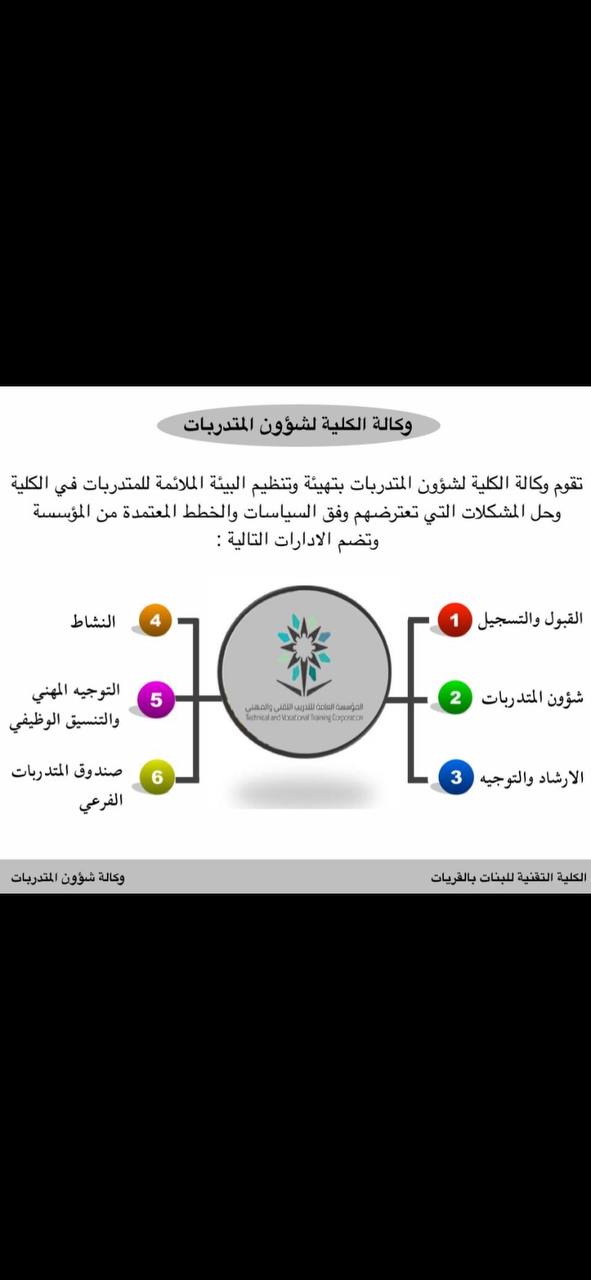 وكالة الكلية لشؤون المتدربات
تقوم وكالة الكلية لشؤون المتدربات بتهيئة وتنظيم البيئة الملائمة للمتدربات في الكلية
وحل المشكلات التي تعترضهم وفق السياسات والخطط المعتمدة من المؤسسة
وتضم الادارات التالية :
1 القبول والتسجيل
2 شؤون المتدربات
3 الارشاد والتوجيه
4 النشاط
5 التوجيه المهني
والتنسيق الوظيفي
6 صندوق المتدربات
الفرعي
المؤسسة العامة للتدريب التقني والمهني
Technical and Vocational Training Corporation
الكلية التقنية للبنات بالقريات
وكالة شؤون المتدربات